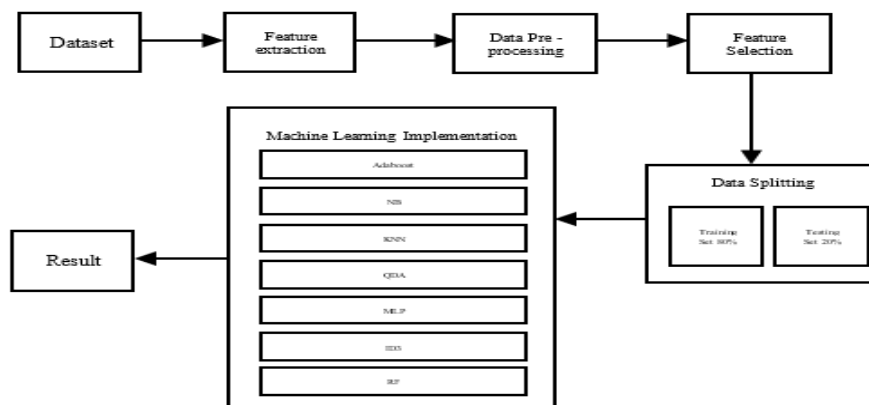 Dataset
Feature
extraction
Data Pre -
processing
Feature
Selection
Machine Learning Implementation
Adaboost
NB
KNN
QDA
MLP
ID3
RF
Data Splitting
Training
Set 80%
Testing
Set 20%
Result